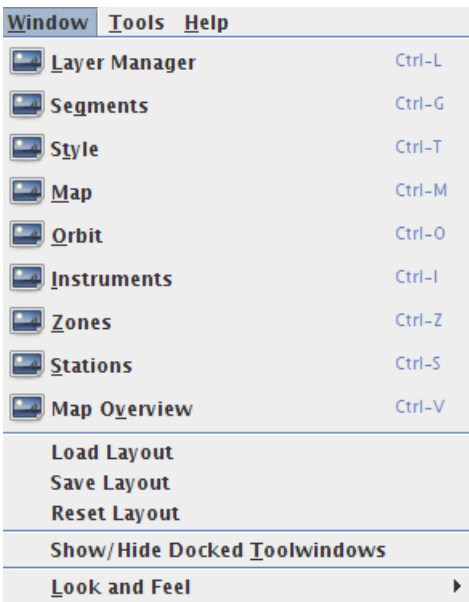 Window Tools Help
Layer Manager Ctrl-L
Segments Ctrl-G
Style Ctrl-T
Map Ctrl-M
Orbit Ctrl-O
Instruments Ctrl-I
Zones Ctrl-Z
Stations Ctrl-S
Map Overview Ctrl-V
Load Layout
Save Layout
Reset Layout
Show/Hide Docked Toolwindows
Look and Feel